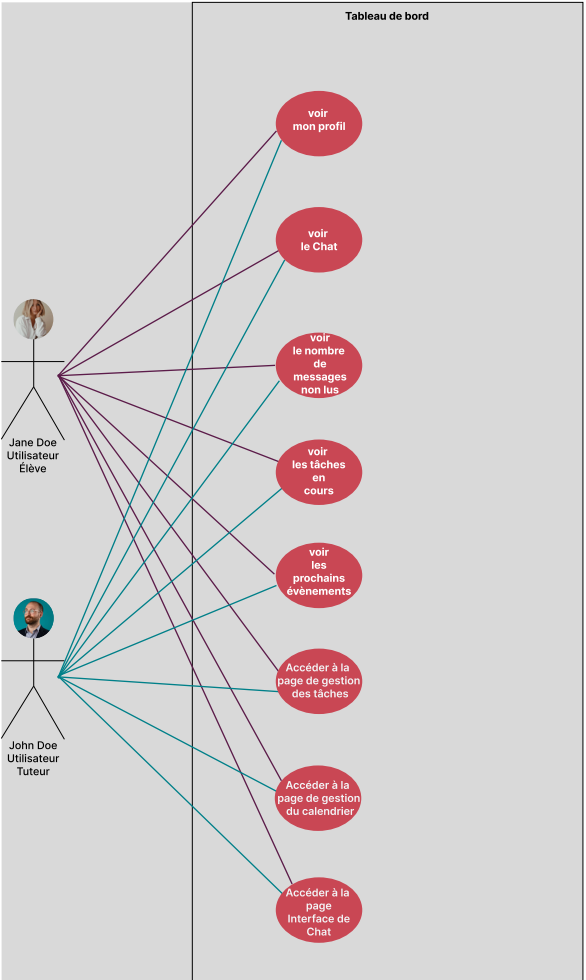 Tableau de bord
voir
mon profil
voir
le Chat
voir
le nombre
de
messages
non lus
Jane Doe
Utilisateur
Élève
voir
les tâches
en
cours
voir
les
prochains
évènements
Accéder à la
page de gestion
des tâches
John Doe
Utilisateur
Tuteur
Accéder à la
page de gestion
du calendrier
Accéder à la
page
Interface de
Chat